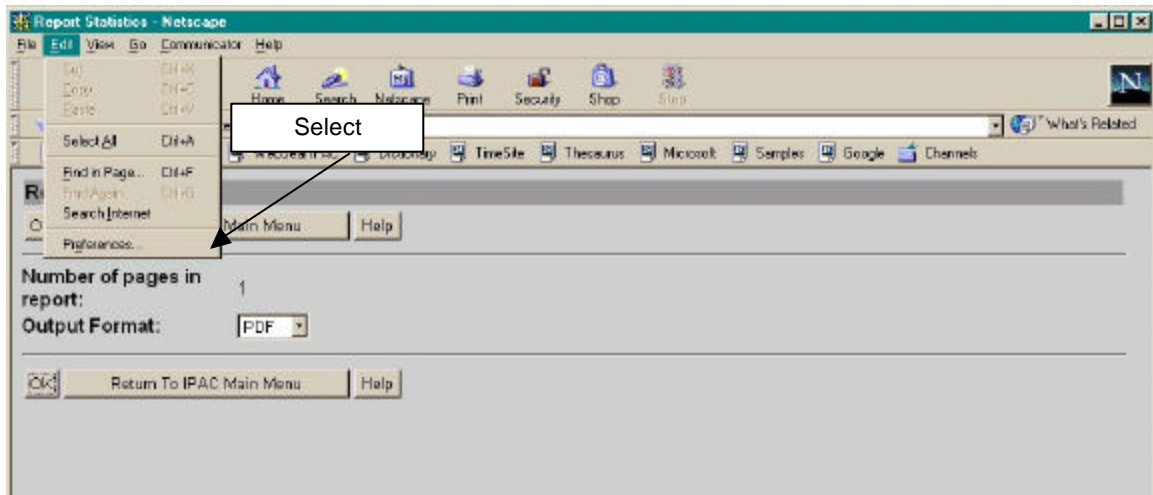 Report Statistics - Netscape
File Edit View Go Communicator Help
Cut Ctrl+X
Copy Ctrl+C
Paste Ctrl+V
Select All Ctrl+A
Find in Page... Ctrl+F
Find Again Ctrl+G
Search Internet
Preferences...
Home Search Netscape Print Security Shop Stop
N
Select
What's Related
Dictionary TimeSite Thesaurus Microsoft Samples Google Channels
Main Menu Help
Number of pages in
report:
1
Output Format:
PDF
OK Return To IPAC Main Menu Help